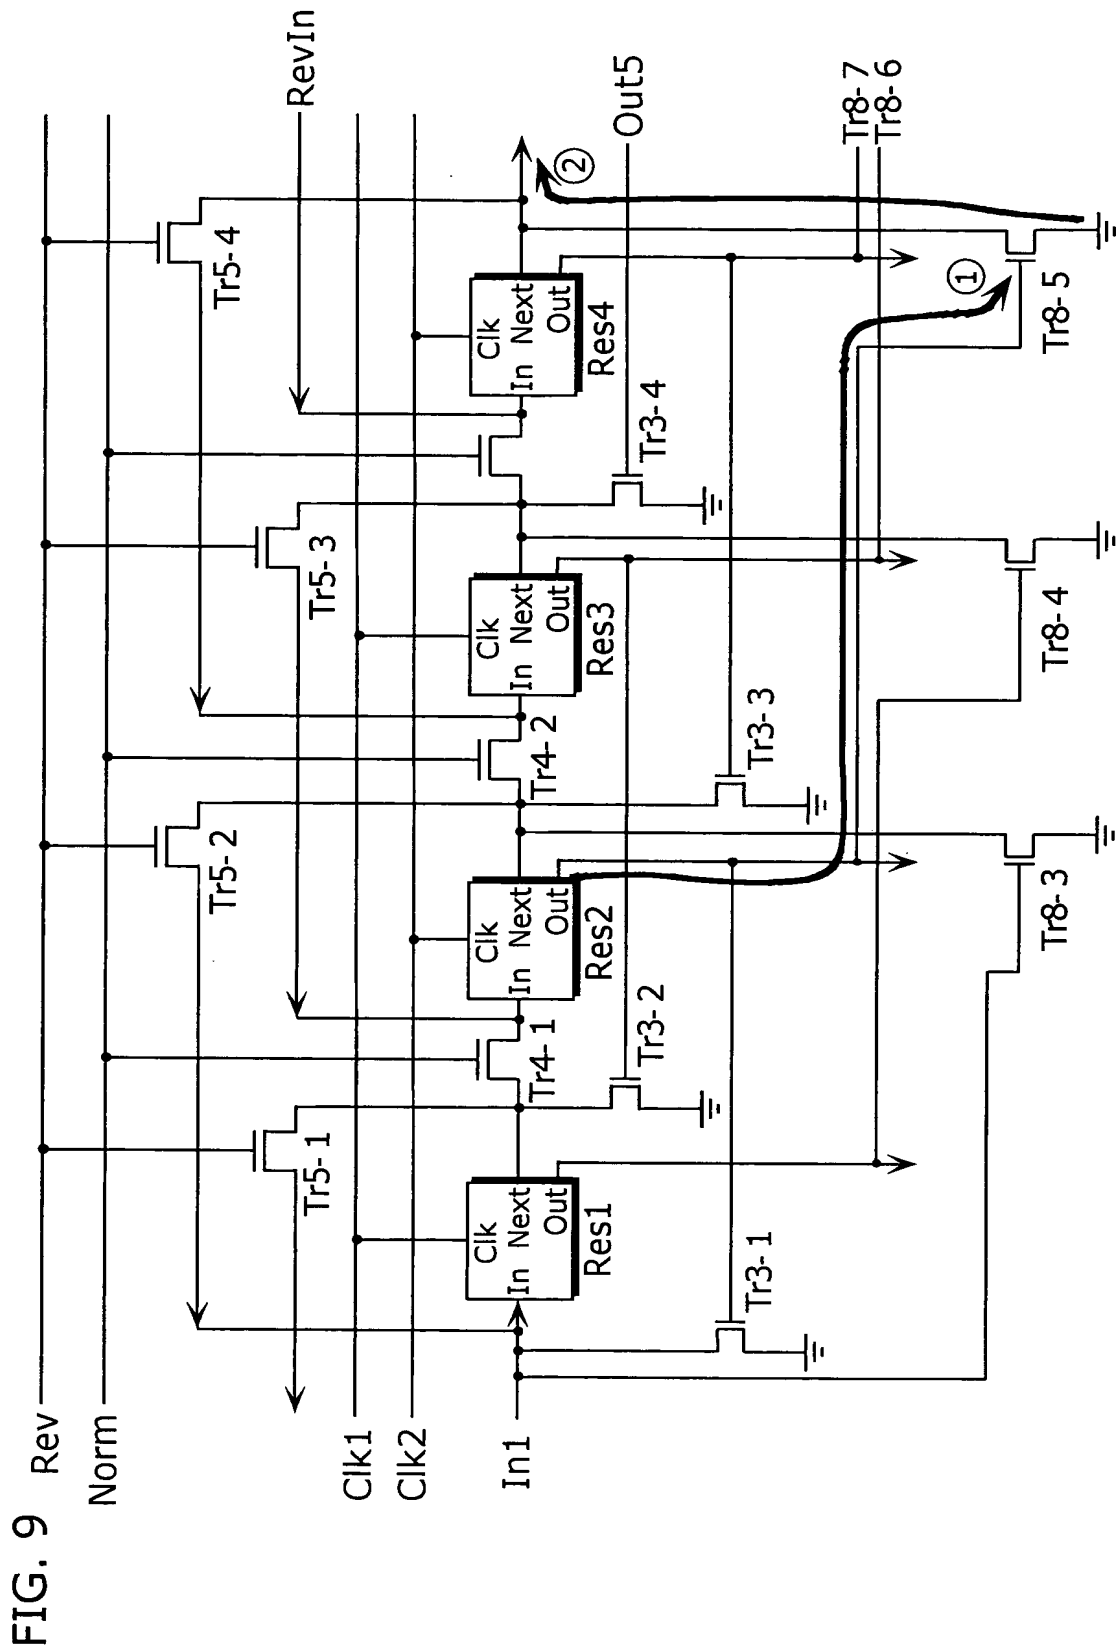 FIG. 9
Rev
Norm
Clk1
Clk2
In1
RevIn
Out5
Tr8-7
Tr8-6
Tr5-1
Tr5-2
Tr5-3
Tr5-4
Clk
In Next
Out
Res1
Clk
In Next
Out
Res2
Clk
In Next
Out
Res3
Clk
In Next
Out
Res4
Tr4-1
Tr4-2
Tr3-1
Tr3-2
Tr3-3
Tr3-4
Tr8-3
Tr8-4
Tr8-5
①
②